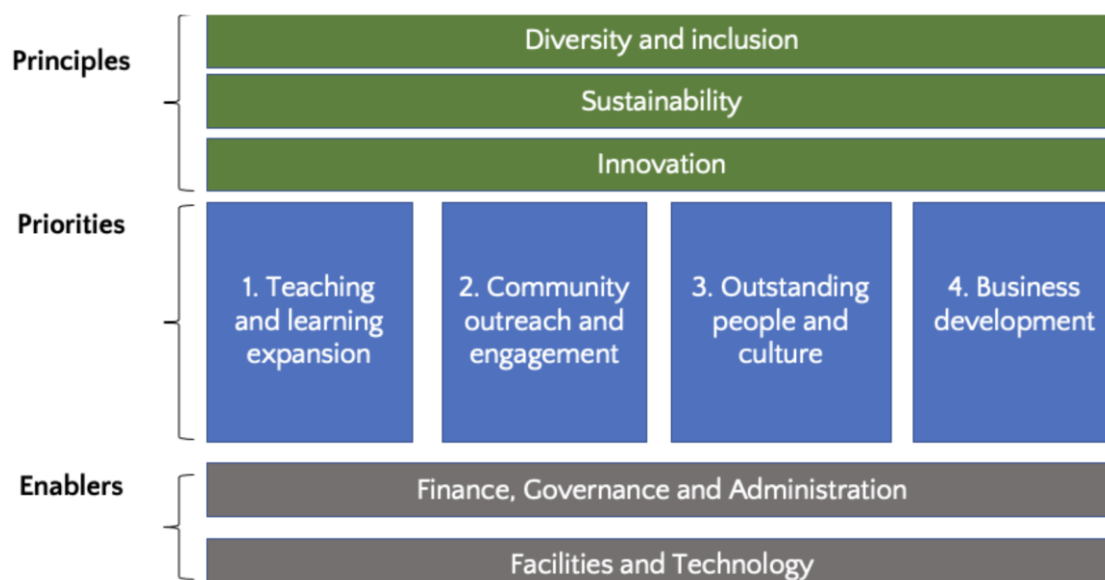 Principles
Diversity and inclusion
Sustainability
Innovation
Priorities
1. Teaching
and learning
expansion
2. Community
outreach and
engagement
3. Outstanding
people and
culture
4. Business
development
Enablers
Finance, Governance and Administration
Facilities and Technology